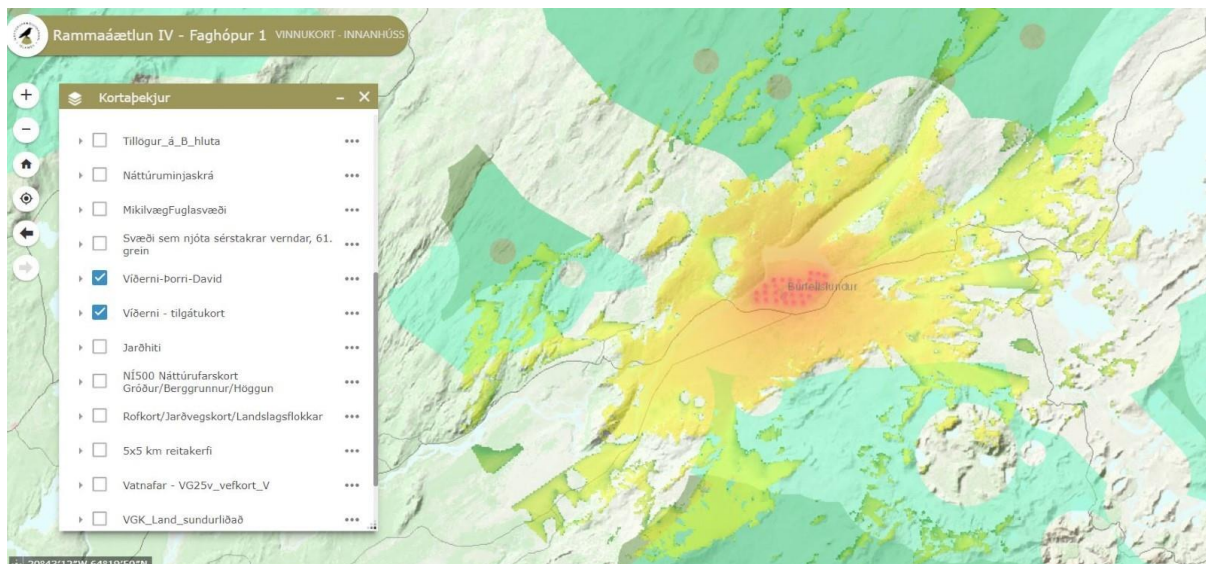 Rammaáætlun IV - Faghópur 1 VINNUKORT - INNANHÚSS
Kortaþekjur
Tillögur_á_B_hluta
Náttúruminjaskrá
MikilvægFuglasvæði
Svæði sem njóta sérstakrar verndar, 61.
grein
Víðerni-Þorri-David
Víðerni - tilgátukort
Jarðhiti
NÍ500 Náttúrufarskort
Gróður/Berggrunnur/Höggun
Rofkort/Jarðvegskort/Landslagsflokkar
5x5 km reitakerfi
Vatnafar - VG25v_vefkort_V
VGK_Land_sundurliðað
Búrfellslundur